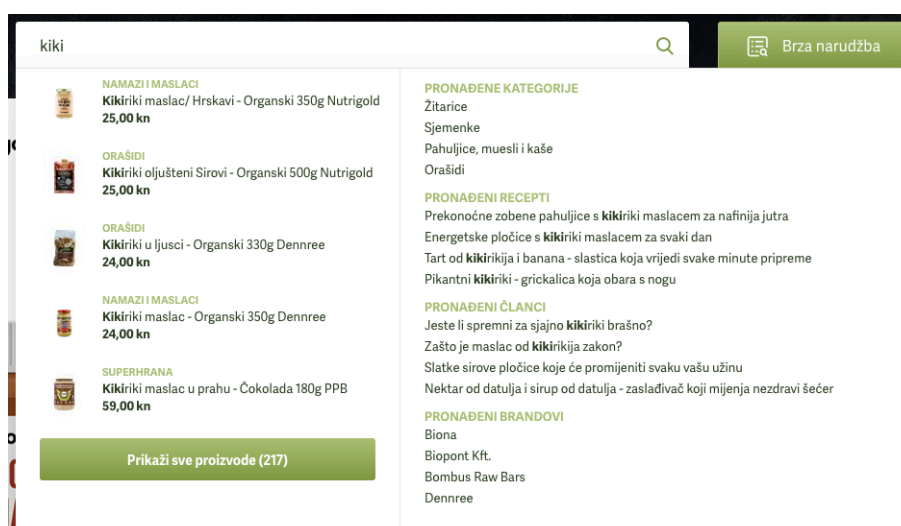 kiki
Brza narudžba
NAMAZI I MASLACI
Kikiriki maslac/ Hrskavi - Organski 350g Nutrigold
25,00 kn
ORAŠIDI
Kikiriki oljušteni Sirovi - Organski 500g Nutrigold
25,00 kn
ORAŠIDI
Kikiriki u ljusci - Organski 330g Dennree
24,00 kn
NAMAZI I MASLACI
Kikiriki maslac - Organski 350g Dennree
24,00 kn
SUPERHRANA
Kikiriki maslac u prahu - Čokolada 180g PPB
59,00 kn
Prikaži sve proizvode (217)
PRONAĐENE KATEGORIJE
Žitarice
Sjemenke
Pahuljice, muesli i kaše
Orašidi
PRONAĐENI RECEPTI
Prekonoćne zobene pahuljice s kikiriki maslacem za nafinija jutra
Energetske pločice s kikiriki maslacem za svaki dan
Tart od kikirikija i banana - slastica koja vrijedi svake minute pripreme
Pikantni kikiriki - grickalica koja obara s nogu
PRONAĐENI ČLANCI
Jeste li spremni za sjajno kikiriki brašno?
Zašto je maslac od kikirikija zakon?
Slatke sirove pločice koje će promijeniti svaku vašu užinu
Nektar od datulja i sirup od datulja - zaslađivač koji mijenja nezdravi šećer
PRONAĐENI BRANDOVI
Biona
Biopont Kft.
Bombus Raw Bars
Dennree